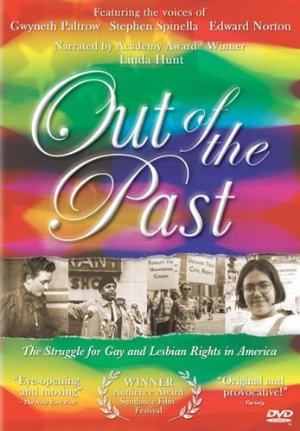 Featuring the voices of
Gwyneth Paltrow Stephen Spinella Edward Norton
Narrated by Academy Award® Winner
Linda Hunt
Out of
the
Past
The Struggle for Gay and Lesbian Rights in America
"Eye-opening
and moving"
– The New York Post
WINNER
Audience Award
Sundance Film
Festival
"Original and
provocative!"
– Variety
DVD
VIDEO